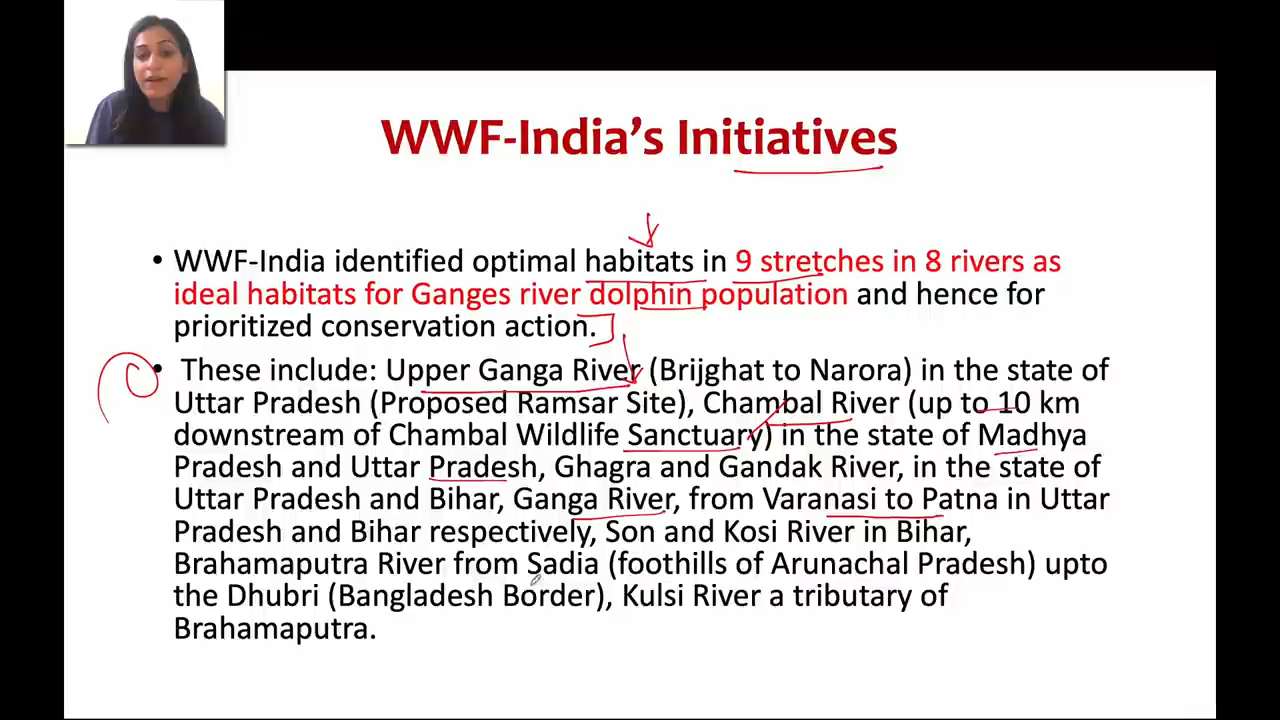 WWF-India's Initiatives
• WWF-India identified optimal habitats in 9 stretches in 8 rivers as
ideal habitats for Ganges river dolphin population and hence for
prioritized conservation action.
• These include: Upper Ganga River (Brijghat to Narora) in the state of
Uttar Pradesh (Proposed Ramsar Site), Chambal River (up to 10 km
downstream of Chambal Wildlife Sanctuary) in the state of Madhya
Pradesh and Uttar Pradesh, Ghagra and Gandak River, in the state of
Uttar Pradesh and Bihar, Ganga River, from Varanasi to Patna in Uttar
Pradesh and Bihar respectively, Son and Kosi River in Bihar,
Brahamaputra River from Sadia (foothills of Arunachal Pradesh) upto
the Dhubri (Bangladesh Border), Kulsi River a tributary of
Brahamaputra.